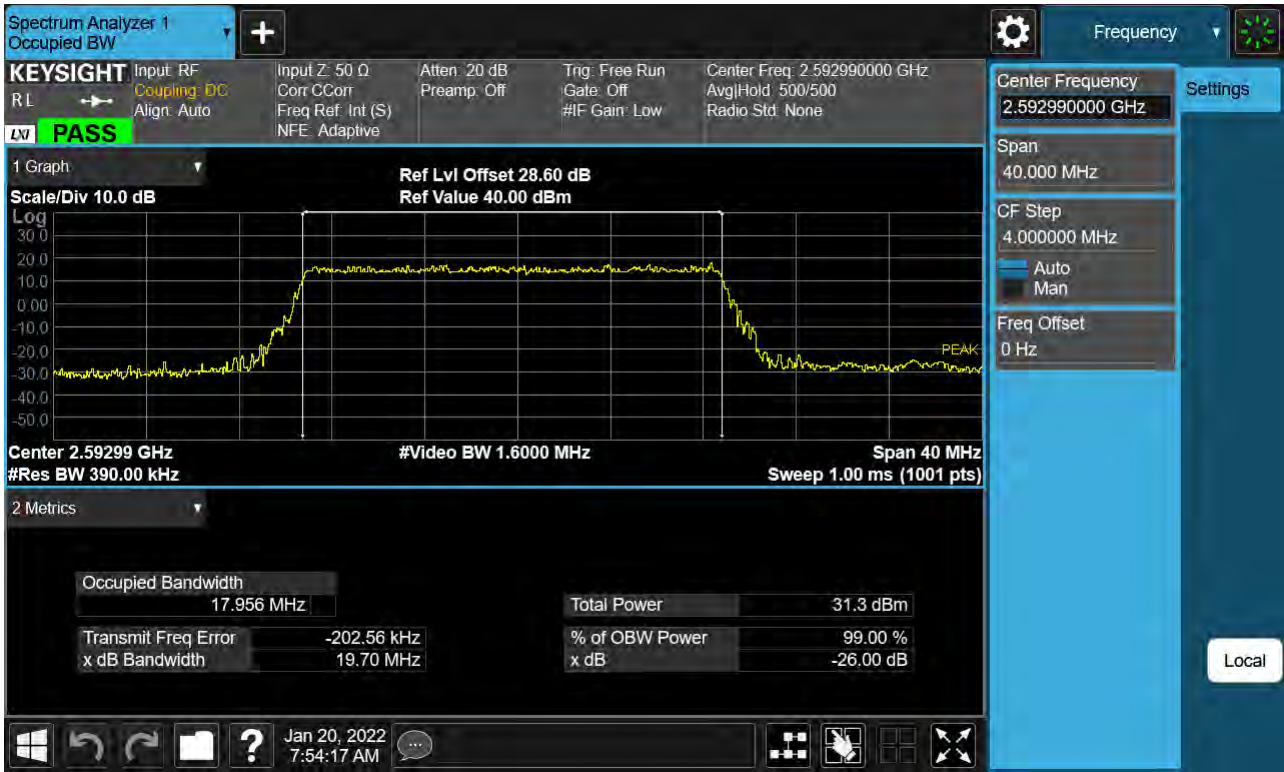 Spectrum Analyzer 1
Occupied BW
+
Frequency
KEYSIGHT
RL
LXI
PASS
Input: RF
Coupling: DC
Align: Auto
Input Z: 50 Ω
Corr CCorr
Freq Ref: Int (S)
NFE: Adaptive
Atten: 20 dB
Preamp: Off
Trig: Free Run
Gate: Off
#IF Gain: Low
Center Freq: 2.592990000 GHz
Avg|Hold: 500/500
Radio Std: None
Center Frequency
2.592990000 GHz
Settings
Span
40.000 MHz
CF Step
4.000000 MHz
Auto
Man
Freq Offset
0 Hz
Local
1 Graph
Scale/Div 10.0 dB
Ref Lvl Offset 28.60 dB
Ref Value 40.00 dBm
Log
30.0
20.0
10.0
0.00
-10.0
-20.0
-30.0
-40.0
-50.0
PEAK
Center 2.59299 GHz
#Video BW 1.6000 MHz
Span 40 MHz
#Res BW 390.00 kHz
Sweep 1.00 ms (1001 pts)
2 Metrics
Occupied Bandwidth
17.956 MHz
Total Power 31.3 dBm
Transmit Freq Error -202.56 kHz
% of OBW Power 99.00 %
x dB Bandwidth 19.70 MHz
x dB -26.00 dB
?
Jan 20, 2022
7:54:17 AM